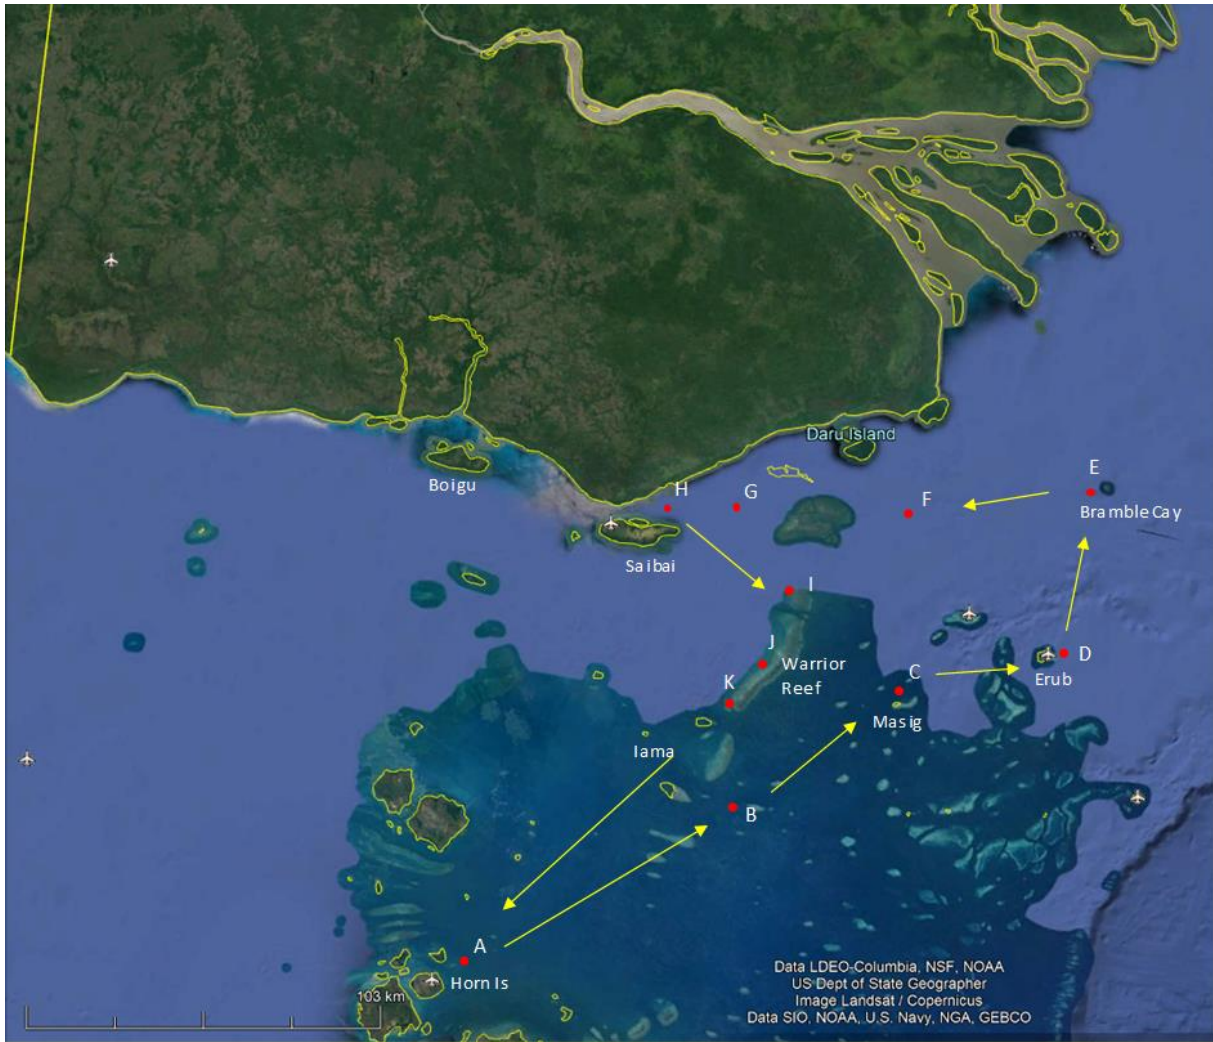 Daru Island
E
Boigu
H
G
F
Bramble Cay
Saibai
I
J
Warrior
Reef
D
C
Erub
K
Masig
Iama
B
A
Horn Is
103 km
Data LDEO-Columbia, NSF, NOAA
US Dept of State Geographer
Image Landsat / Copernicus
Data SIO, NOAA, U.S. Navy, NGA, GEBCO